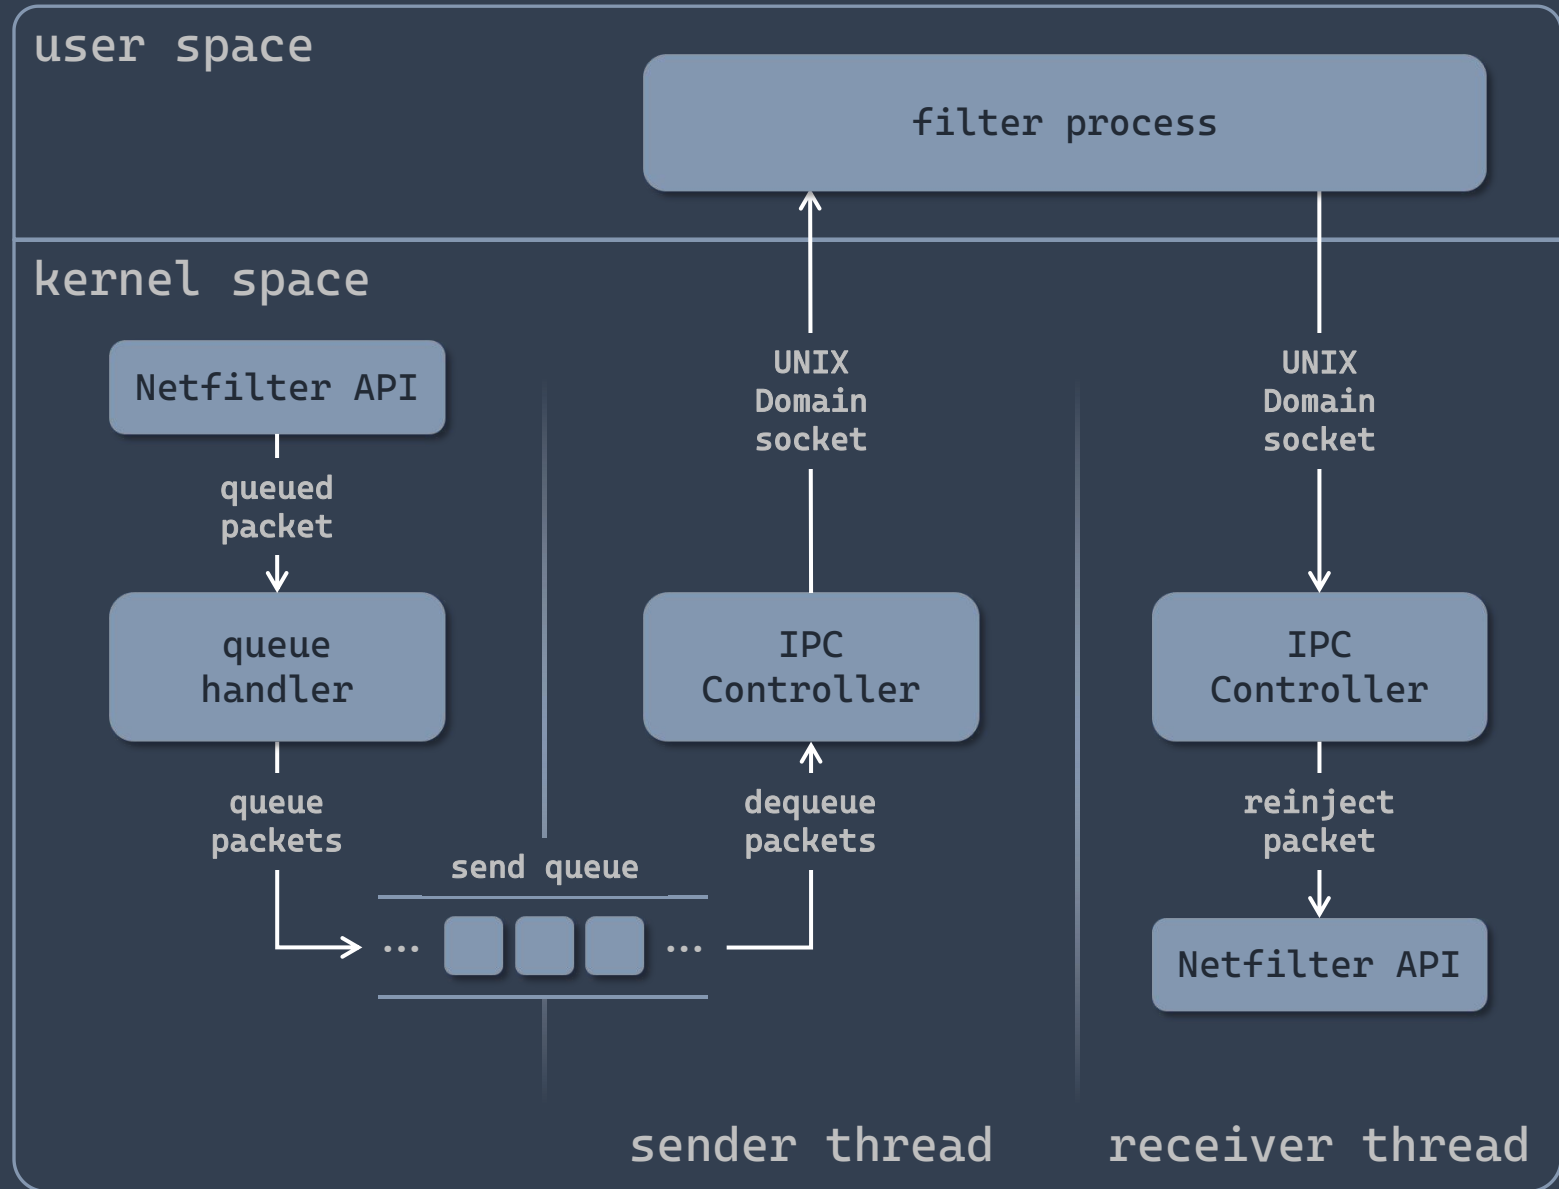 user space
filter process
kernel space
Netfilter API
queued
packet
queue
handler
queue
packets
send queue
...
...
UNIX
Domain
socket
IPC
Controller
dequeue
packets
sender thread
UNIX
Domain
socket
IPC
Controller
reinject
packet
Netfilter API
receiver thread